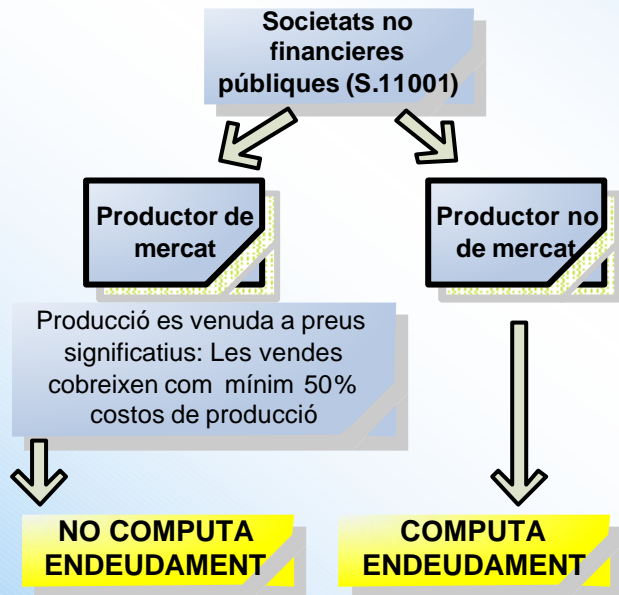 Societats no
financieres
públiques (S.11001)
Productor de
mercat
Productor no
de mercat
Producció es venuda a preus
significatius: Les vendes
cobreixen com mínim 50%
costos de producció
NO COMPUTA
ENDEUDAMENT
COMPUTA
ENDEUDAMENT